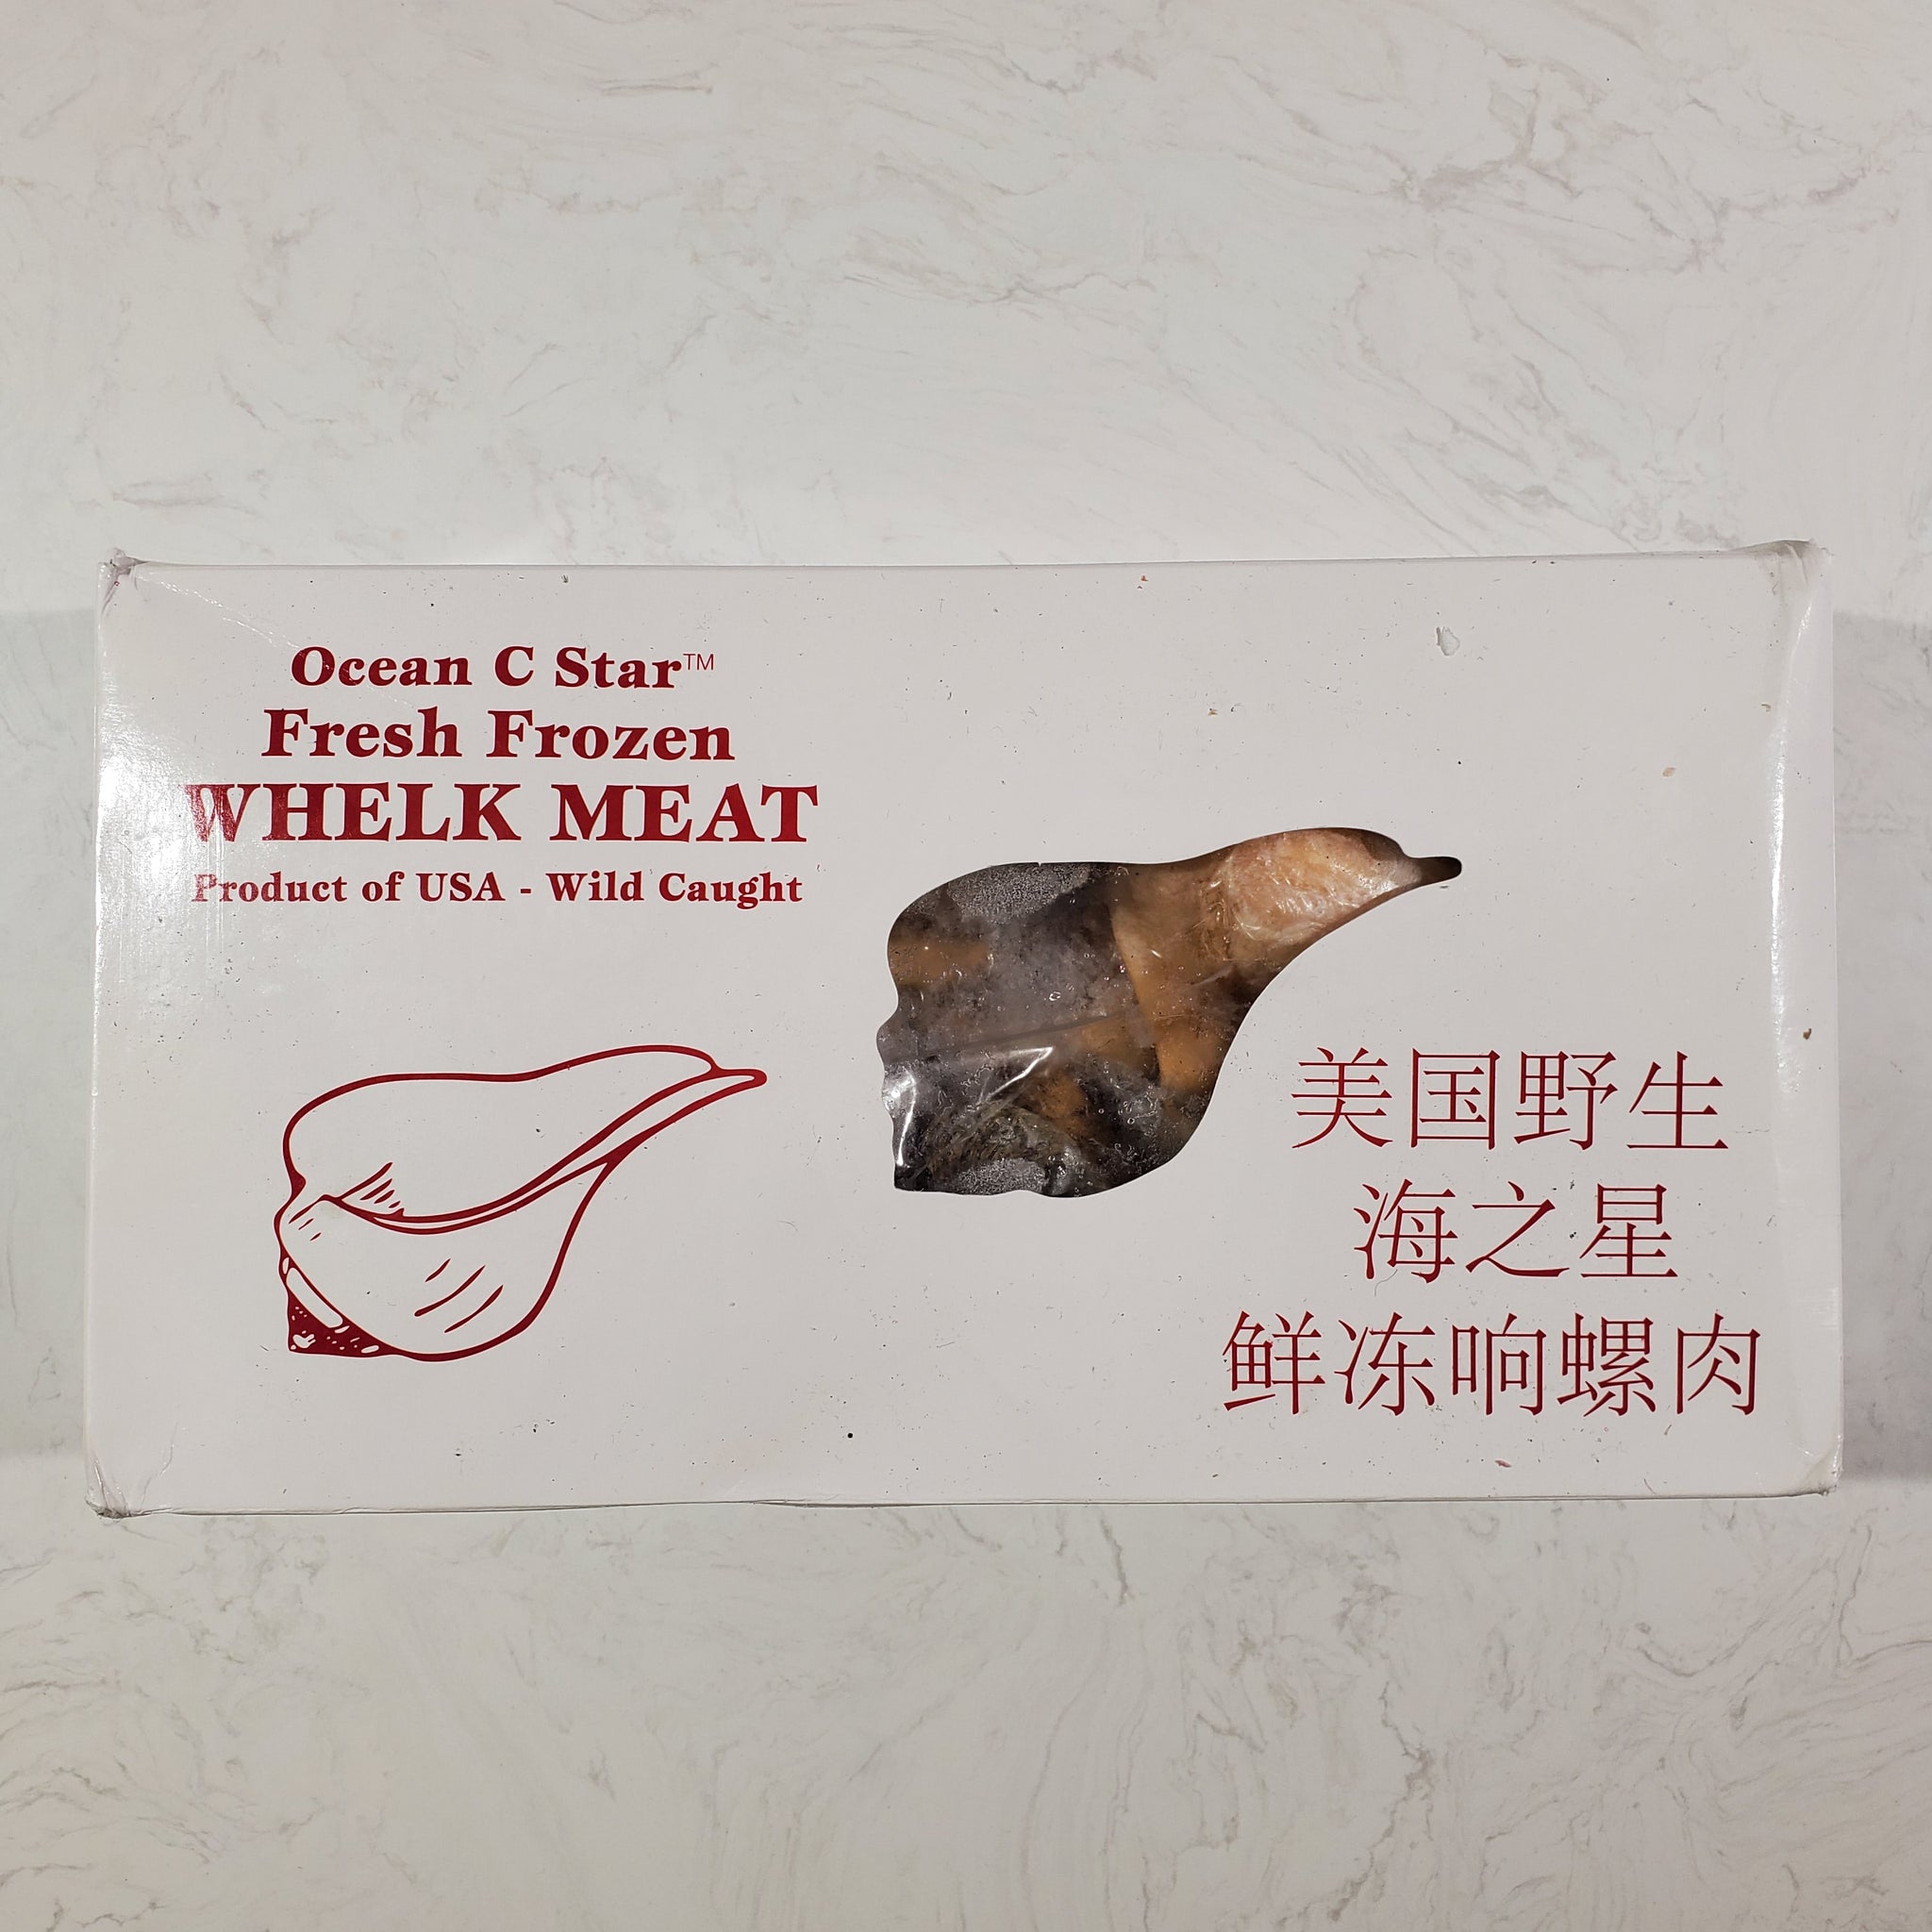 Ocean C Star™
Fresh Frozen
WHELK MEAT
Product of USA - Wild Caught
美国野生
海之星
鲜冻响螺肉